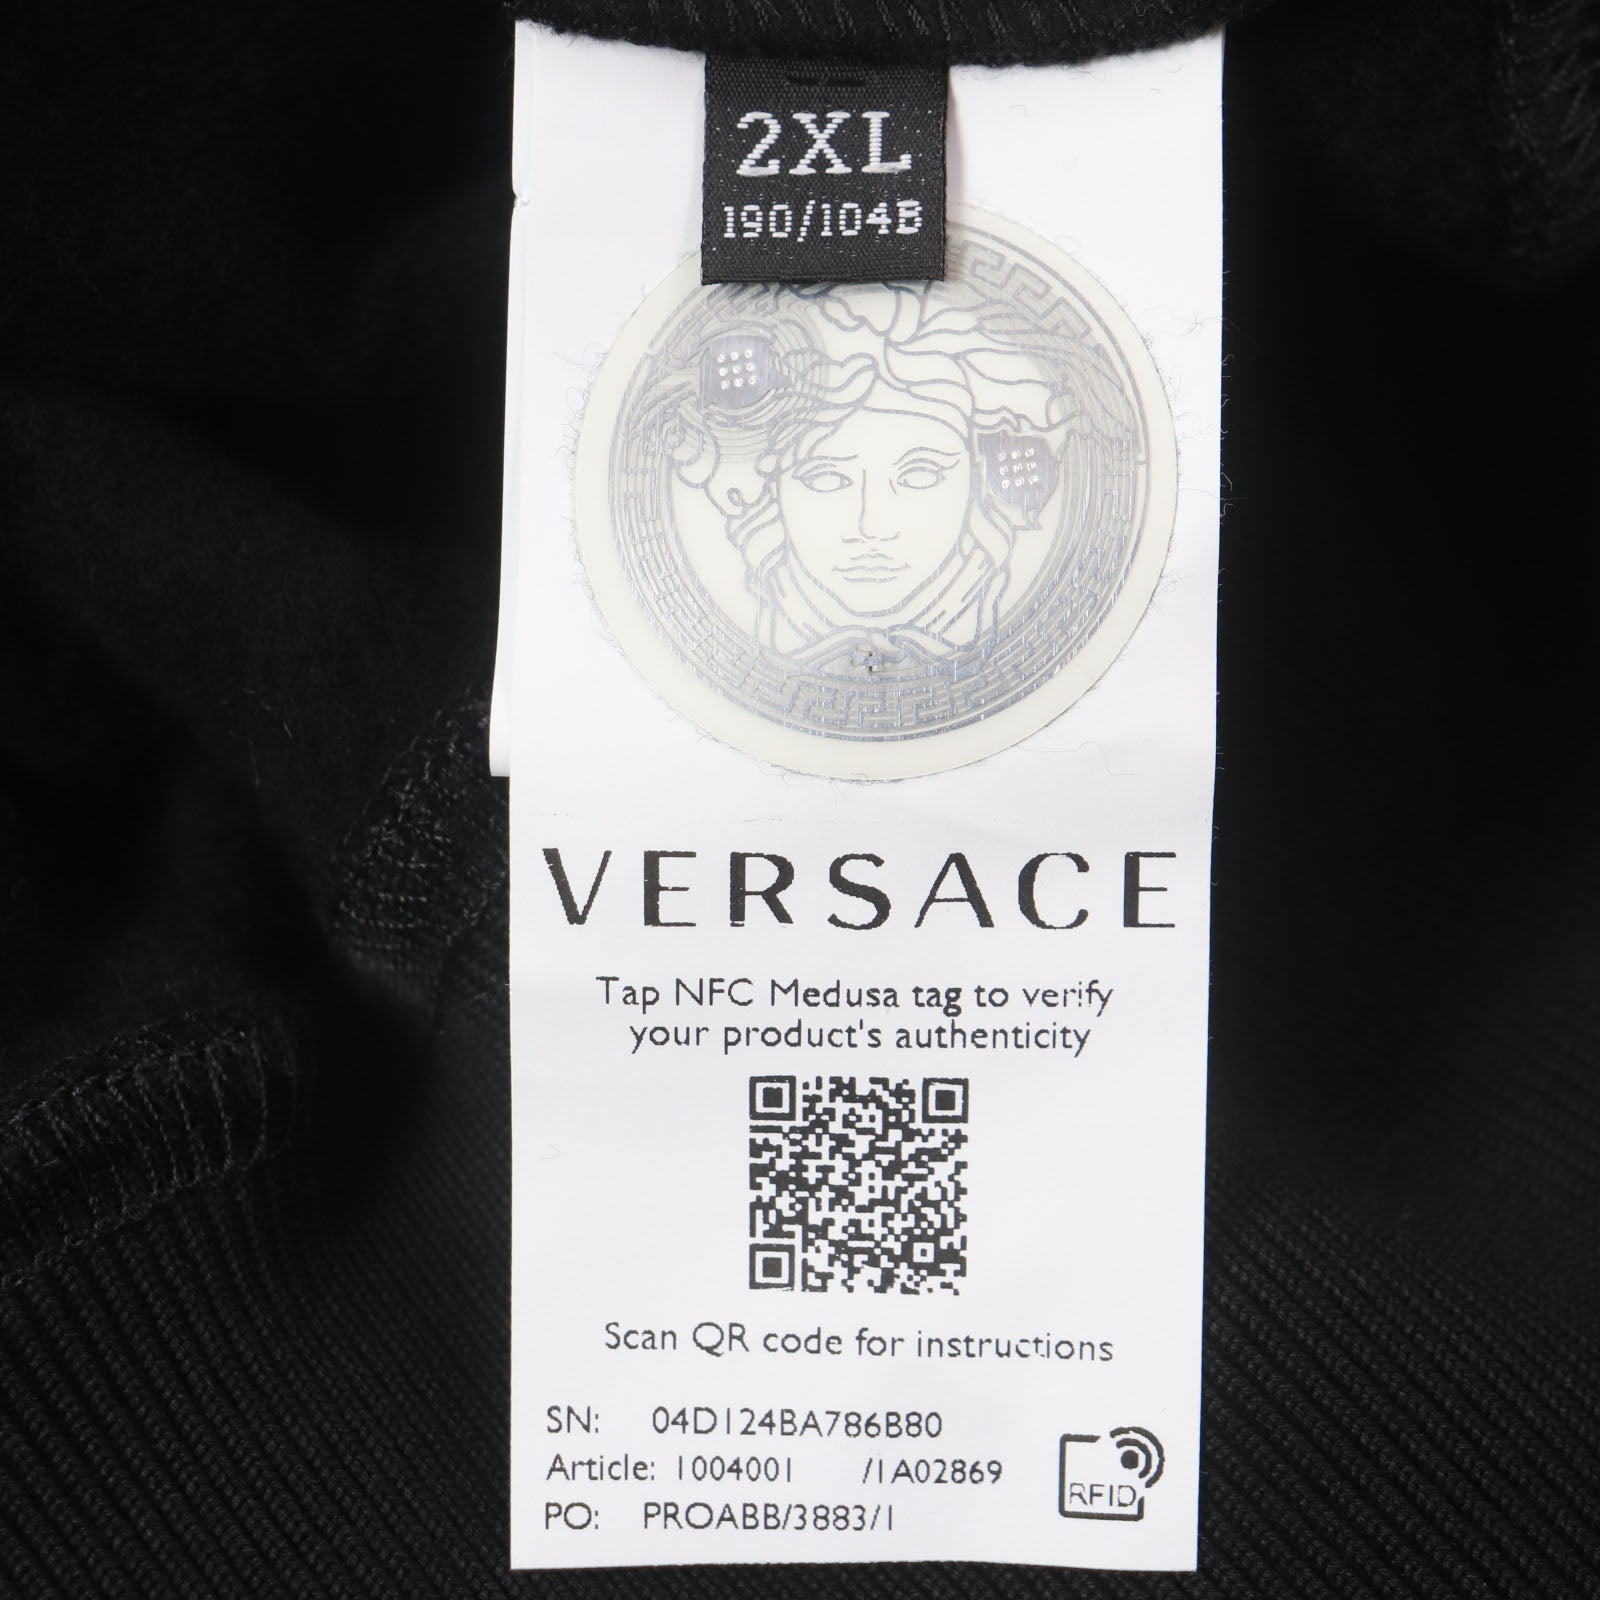 2XL
190/104B
VERSACE
Tap NFC Medusa tag to verify
your product's authenticity
Scan QR code for instructions
SN: 04D124BA786B80
Article: 1004001 /1A02869
PO: PROABB/3883/1
RFID